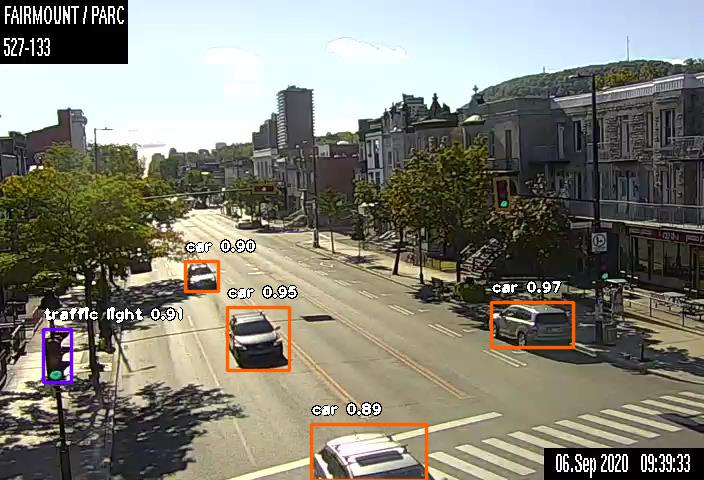 FAIRMOUNT / PARC
527-133
car 0.90
car 0.95
car 0.97
traffic light 0.91
car 0.89
06.Sep 2020 09:39:33